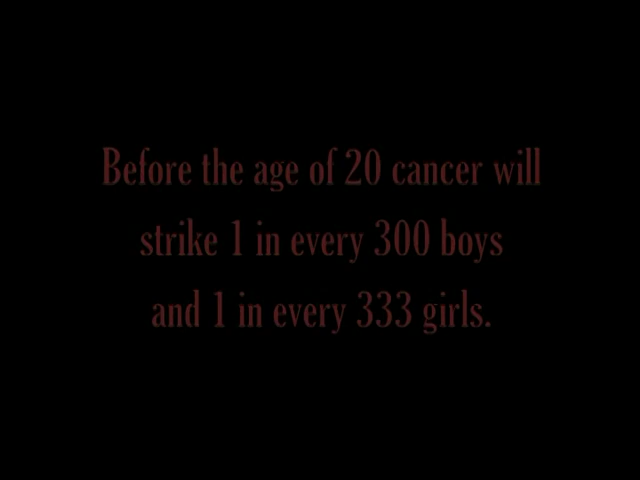 Before the age of 20 cancer will
strike 1 in every 300 boys
and 1 in every 333 girls.